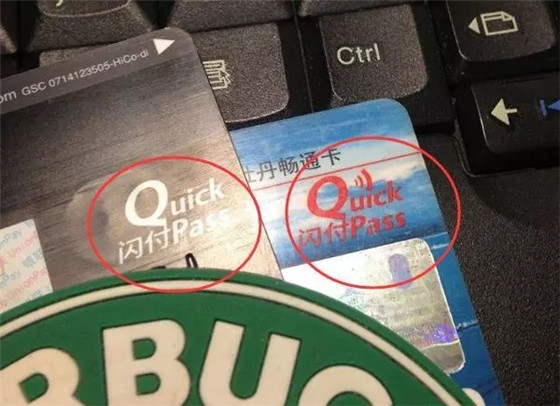 Ctrl
om GSC 0714123505-HiCo-di
牡丹畅通卡
Quick
闪付Pass
Quick
闪付Pass
RBUC